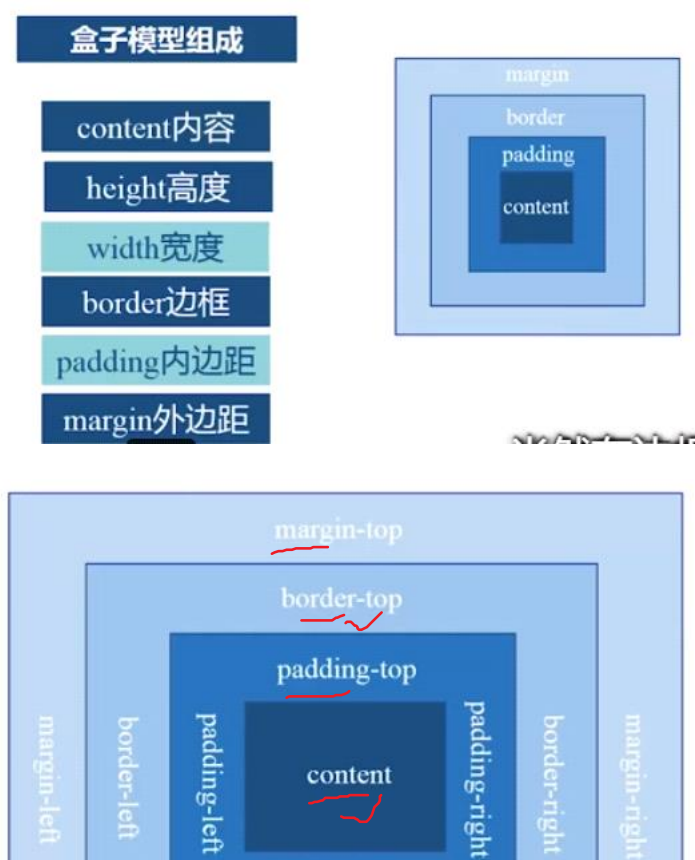 盒子模型组成
content内容
height高度
width宽度
border边框
padding内边距
margin外边距
margin
border
padding
content
margin-top
border-top
padding-top
content
margin-left
border-left
padding-left
padding-right
border-right
margin-right